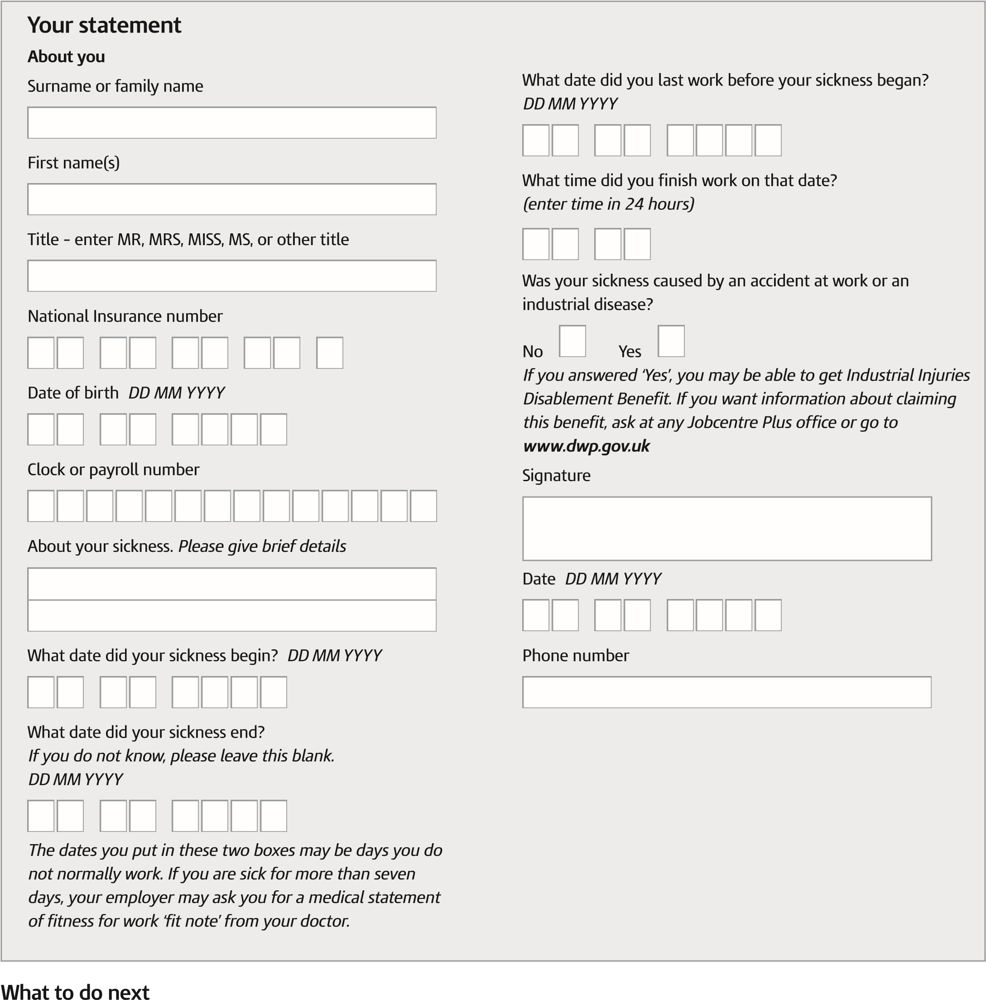 Your statement
About you
Surname or family name
First name(s)
Title – enter MR, MRS, MISS, MS, or other title
National Insurance number
Date of birth DD MM YYYY
Clock or payroll number
About your sickness. Please give brief details
What date did your sickness begin? DD MM YYYY
What date did your sickness end?
If you do not know, please leave this blank.
DD MM YYYY
The dates you put in these two boxes may be days you do
not normally work. If you are sick for more than seven
days, your employer may ask you for a medical statement
of fitness for work ‘fit note’ from your doctor.
What date did you last work before your sickness began?
DD MM YYYY
What time did you finish work on that date?
(enter time in 24 hours)
Was your sickness caused by an accident at work or an
industrial disease?
No Yes
If you answered ‘Yes’, you may be able to get Industrial Injuries
Disablement Benefit. If you want information about claiming
this benefit, ask at any Jobcentre Plus office or go to
www.dwp.gov.uk
Signature
Date DD MM YYYY
Phone number
What to do next